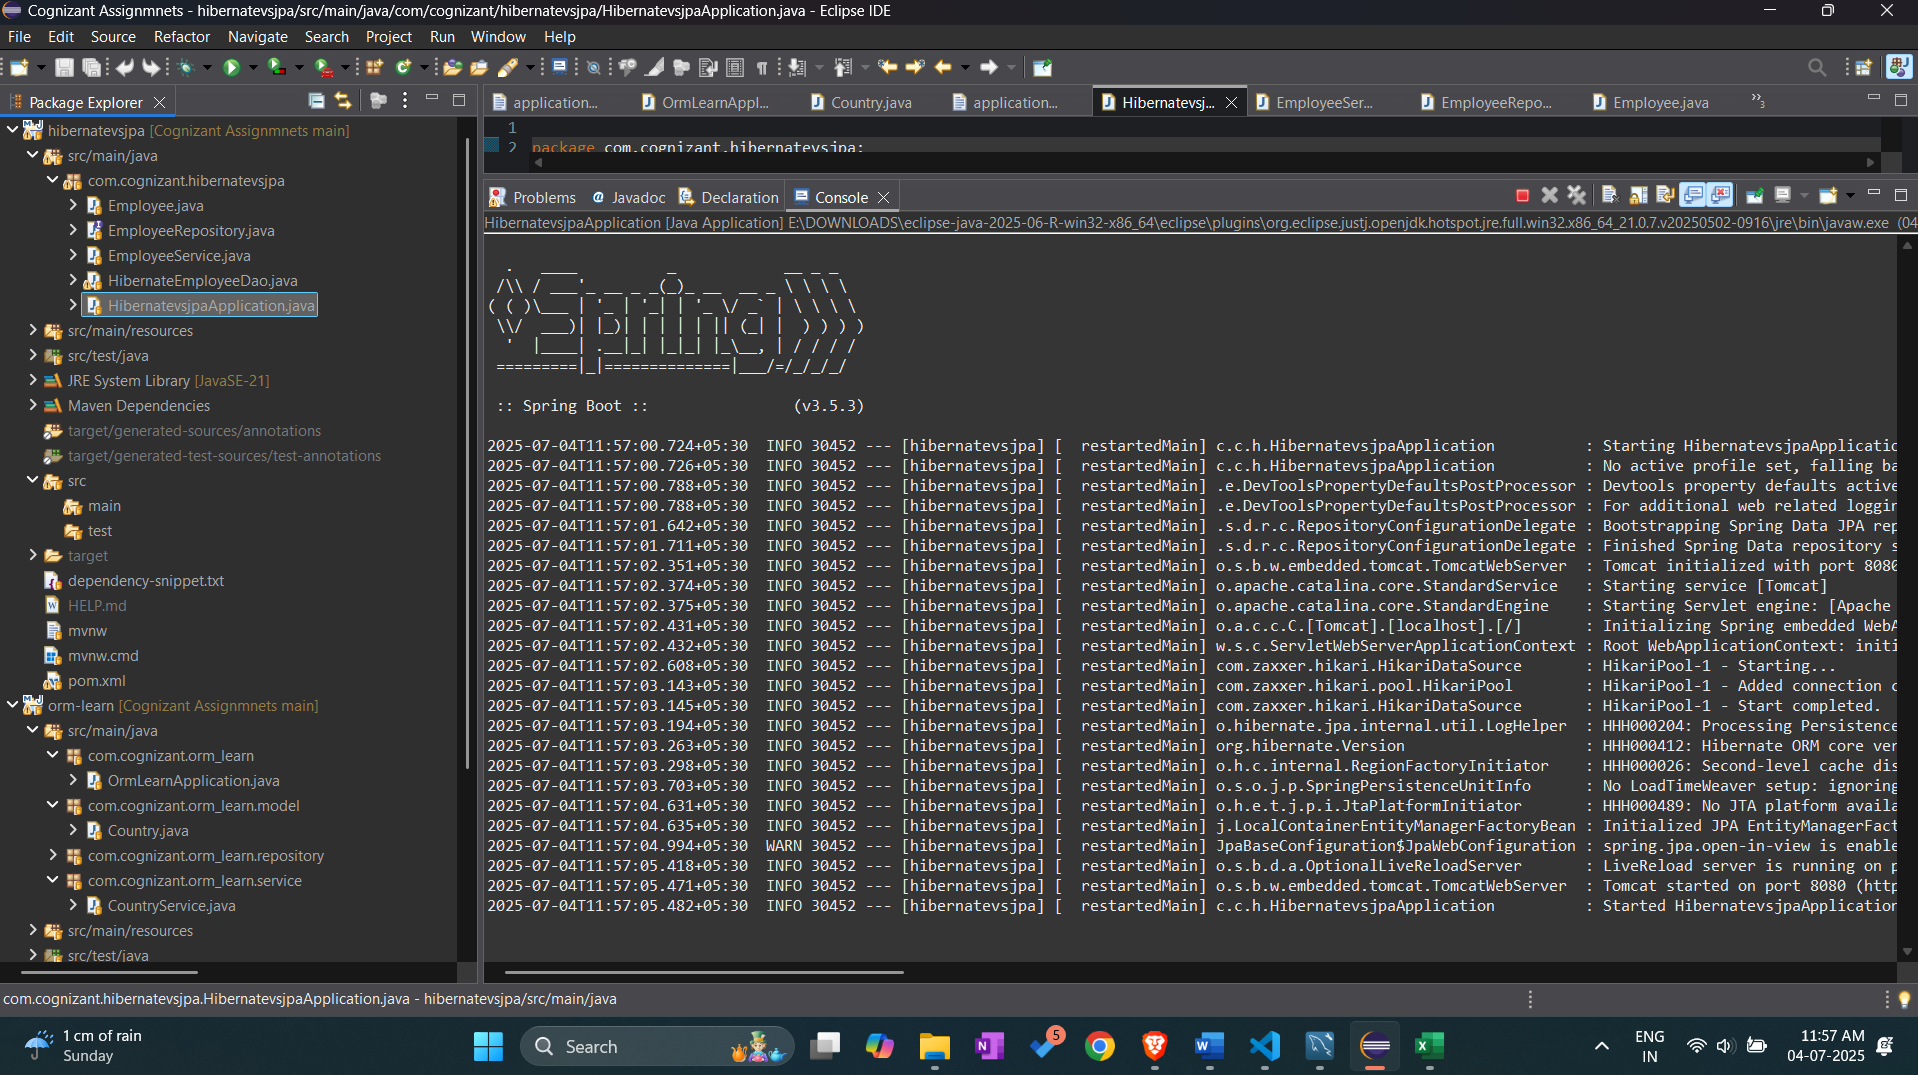 Cognizant Assignmnets - hibernatevsjpa/src/main/java/com/cognizant/hibernatevsjpa/HibernatevsjpaApplication.java - Eclipse IDE
File Edit Source Refactor Navigate Search Project Run Window Help
Package Explorer
application... OrmLearnAppl... Country.java application... Hibernatevsj... EmployeeSer... EmployeeRepo... Employee.java »3
hibernatevsjpa [Cognizant Assignmnets main]
src/main/java
com.cognizant.hibernatevsjpa
Employee.java
EmployeeRepository.java
EmployeeService.java
HibernateEmployeeDao.java
HibernatevsjpaApplication.java
src/main/resources
src/test/java
JRE System Library [JavaSE-21]
Maven Dependencies
target/generated-sources/annotations
target/generated-test-sources/test-annotations
src
main
test
target
dependency-snippet.txt
HELP.md
mvnw
mvnw.cmd
pom.xml
orm-learn [Cognizant Assignmnets main]
src/main/java
com.cognizant.orm_learn
OrmLearnApplication.java
com.cognizant.orm_learn.model
Country.java
com.cognizant.orm_learn.repository
com.cognizant.orm_learn.service
CountryService.java
src/main/resources
src/test/java
1
2 package com.cognizant.hibernatevsjpa;
Problems Javadoc Declaration Console
HibernatevsjpaApplication [Java Application] E:\DOWNLOADS\eclipse-java-2025-06-R-win32-x86_64\eclipse\plugins\org.eclipse.justj.openjdk.hotspot.jre.full.win32.x86_64_21.0.7.v20250502-0916\jre\bin\javaw.exe (04
  .   ____          _            __ _ _
 /\\ / ___'_ __ _ _(_)_ __  __ _ \ \ \ \
( ( )\___ | '_ | '_| | '_ \/ _` | \ \ \ \
 \\/  ___)| |_)| | | | | || (_| |  ) ) ) )
  '  |____| .__|_| |_|_| |_\__, | / / / /
 =========|_|==============|___/=/_/_/_/
:: Spring Boot :: (v3.5.3)
2025-07-04T11:57:00.724+05:30 INFO 30452 --- [hibernatevsjpa] [ restartedMain] c.c.h.HibernatevsjpaApplication : Starting HibernatevsjpaApplicatic
2025-07-04T11:57:00.726+05:30 INFO 30452 --- [hibernatevsjpa] [ restartedMain] c.c.h.HibernatevsjpaApplication : No active profile set, falling ba
2025-07-04T11:57:00.788+05:30 INFO 30452 --- [hibernatevsjpa] [ restartedMain] .e.DevToolsPropertyDefaultsPostProcessor : Devtools property defaults active
2025-07-04T11:57:00.788+05:30 INFO 30452 --- [hibernatevsjpa] [ restartedMain] .e.DevToolsPropertyDefaultsPostProcessor : For additional web related loggin
2025-07-04T11:57:01.642+05:30 INFO 30452 --- [hibernatevsjpa] [ restartedMain] .s.d.r.c.RepositoryConfigurationDelegate : Bootstrapping Spring Data JPA rep
2025-07-04T11:57:01.711+05:30 INFO 30452 --- [hibernatevsjpa] [ restartedMain] .s.d.r.c.RepositoryConfigurationDelegate : Finished Spring Data repository s
2025-07-04T11:57:02.351+05:30 INFO 30452 --- [hibernatevsjpa] [ restartedMain] o.s.b.w.embedded.tomcat.TomcatWebServer : Tomcat initialized with port 8080
2025-07-04T11:57:02.374+05:30 INFO 30452 --- [hibernatevsjpa] [ restartedMain] o.apache.catalina.core.StandardService : Starting service [Tomcat]
2025-07-04T11:57:02.375+05:30 INFO 30452 --- [hibernatevsjpa] [ restartedMain] o.apache.catalina.core.StandardEngine : Starting Servlet engine: [Apache
2025-07-04T11:57:02.431+05:30 INFO 30452 --- [hibernatevsjpa] [ restartedMain] o.a.c.c.C.[Tomcat].[localhost].[/] : Initializing Spring embedded WebA
2025-07-04T11:57:02.432+05:30 INFO 30452 --- [hibernatevsjpa] [ restartedMain] w.s.c.ServletWebServerApplicationContext : Root WebApplicationContext: initi
2025-07-04T11:57:02.608+05:30 INFO 30452 --- [hibernatevsjpa] [ restartedMain] com.zaxxer.hikari.HikariDataSource : HikariPool-1 - Starting...
2025-07-04T11:57:03.143+05:30 INFO 30452 --- [hibernatevsjpa] [ restartedMain] com.zaxxer.hikari.pool.HikariPool : HikariPool-1 - Added connection c
2025-07-04T11:57:03.145+05:30 INFO 30452 --- [hibernatevsjpa] [ restartedMain] com.zaxxer.hikari.HikariDataSource : HikariPool-1 - Start completed.
2025-07-04T11:57:03.194+05:30 INFO 30452 --- [hibernatevsjpa] [ restartedMain] o.hibernate.jpa.internal.util.LogHelper : HHH000204: Processing Persistence
2025-07-04T11:57:03.263+05:30 INFO 30452 --- [hibernatevsjpa] [ restartedMain] org.hibernate.Version : HHH000412: Hibernate ORM core ver
2025-07-04T11:57:03.298+05:30 INFO 30452 --- [hibernatevsjpa] [ restartedMain] o.h.c.internal.RegionFactoryInitiator : HHH000026: Second-level cache dis
2025-07-04T11:57:03.703+05:30 INFO 30452 --- [hibernatevsjpa] [ restartedMain] o.s.o.j.p.SpringPersistenceUnitInfo : No LoadTimeWeaver setup: ignoring
2025-07-04T11:57:04.631+05:30 INFO 30452 --- [hibernatevsjpa] [ restartedMain] o.h.e.t.j.p.i.JtaPlatformInitiator : HHH000489: No JTA platform availa
2025-07-04T11:57:04.635+05:30 INFO 30452 --- [hibernatevsjpa] [ restartedMain] j.LocalContainerEntityManagerFactoryBean : Initialized JPA EntityManagerFact
2025-07-04T11:57:04.994+05:30 WARN 30452 --- [hibernatevsjpa] [ restartedMain] JpaBaseConfiguration$JpaWebConfiguration : spring.jpa.open-in-view is enable
2025-07-04T11:57:05.418+05:30 INFO 30452 --- [hibernatevsjpa] [ restartedMain] o.s.b.d.a.OptionalLiveReloadServer : LiveReload server is running on p
2025-07-04T11:57:05.471+05:30 INFO 30452 --- [hibernatevsjpa] [ restartedMain] o.s.b.w.embedded.tomcat.TomcatWebServer : Tomcat started on port 8080 (http
2025-07-04T11:57:05.482+05:30 INFO 30452 --- [hibernatevsjpa] [ restartedMain] c.c.h.HibernatevsjpaApplication : Started HibernatevsjpaApplication
com.cognizant.hibernatevsjpa.HibernatevsjpaApplication.java - hibernatevsjpa/src/main/java
1 cm of rain
Sunday
Search
5
ENG
IN
11:57 AM
04-07-2025